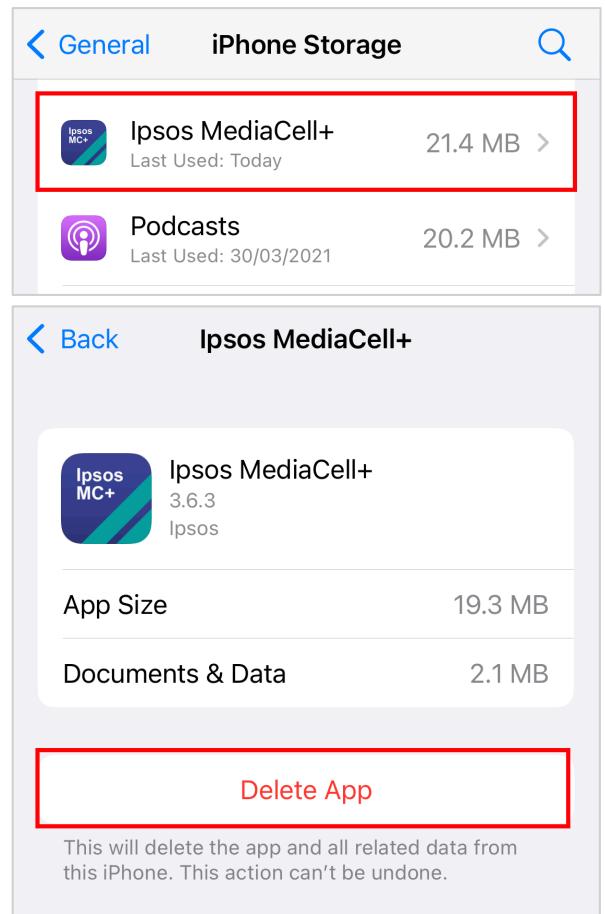 General
iPhone Storage
Ipsos MC+
Ipsos MediaCell+
21.4 MB
Last Used: Today
Podcasts
20.2 MB
Last Used: 30/03/2021
Back
Ipsos MediaCell+
Ipsos
MC+
Ipsos MediaCell+
3.6.3
Ipsos
App Size
19.3 MB
Documents & Data
2.1 MB
Delete App
This will delete the app and all related data from
this iPhone. This action can’t be undone.